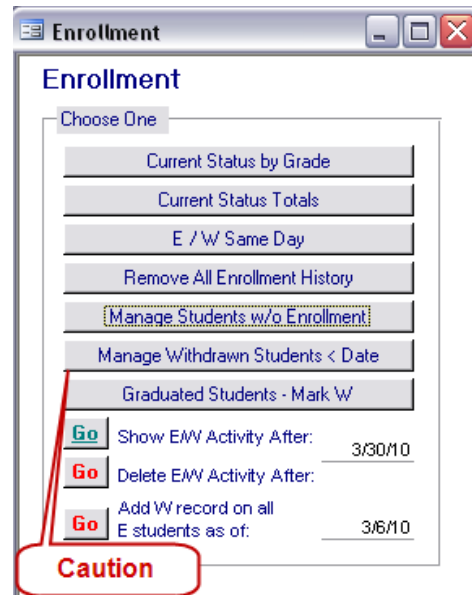 Enrollment
Enrollment
Choose One
Current Status by Grade
Current Status Totals
E / W Same Day
Remove All Enrollment History
Manage Students w/o Enrollment
Manage Withdrawn Students < Date
Graduated Students - Mark W
Go Show E/W Activity After: 3/30/10
Go Delete E/W Activity After:
Add W record on all
Go E students as of: 3/6/10
Caution